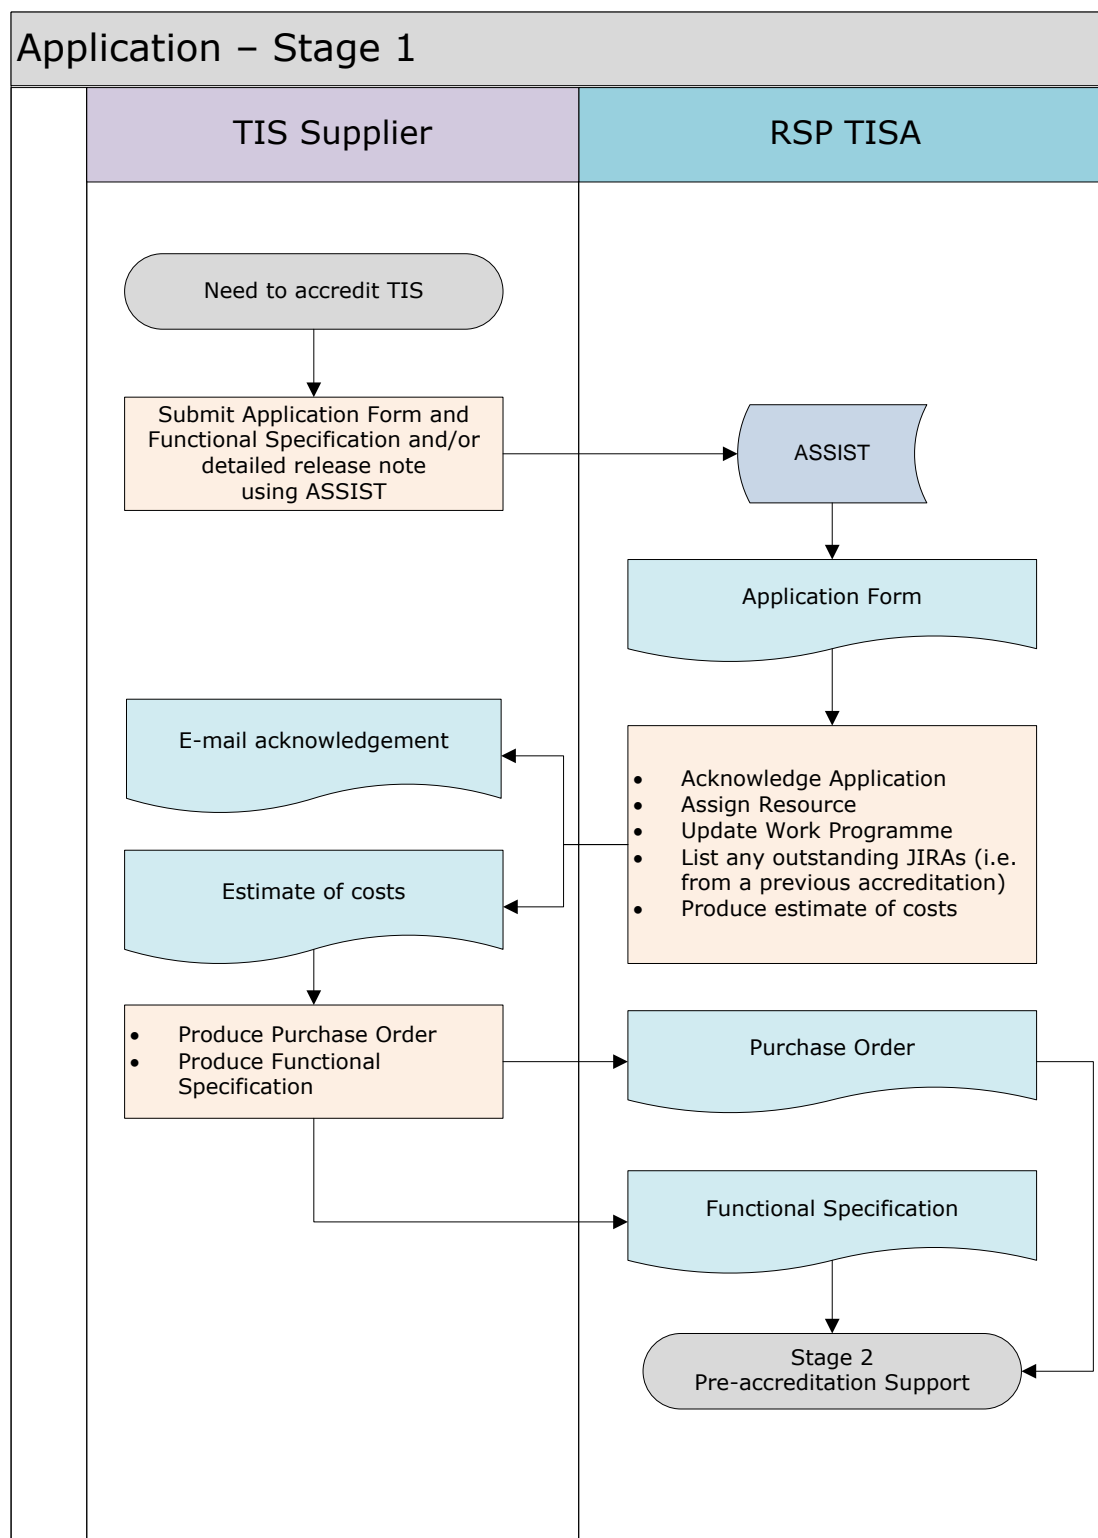 Application – Stage 1
TIS Supplier
RSP TISA
Need to accredit TIS
Submit Application Form and
Functional Specification and/or
detailed release note
using ASSIST
ASSIST
Application Form
E-mail acknowledgement
• Acknowledge Application
• Assign Resource
• Update Work Programme
• List any outstanding JIRAs (i.e.
from a previous accreditation)
• Produce estimate of costs
Estimate of costs
• Produce Purchase Order
• Produce Functional
Specification
Purchase Order
Functional Specification
Stage 2
Pre-accreditation Support